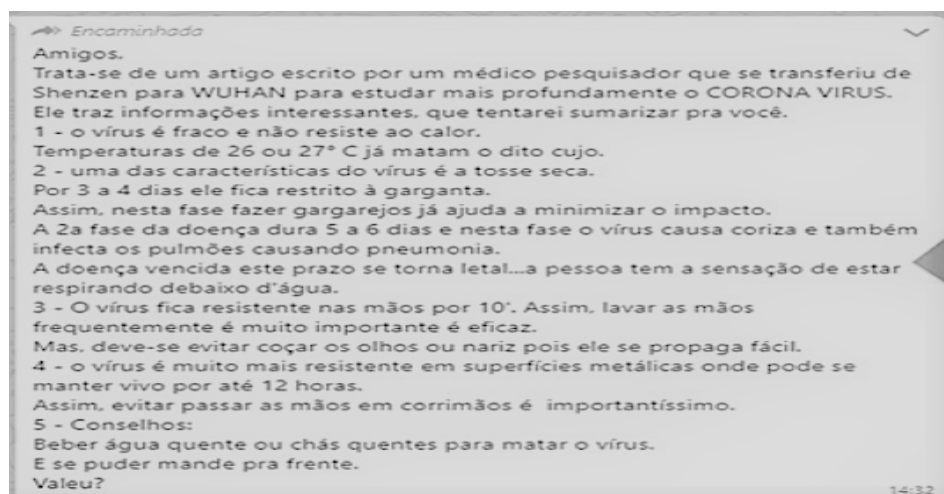 Encaminhada
Amigos.
Trata-se de um artigo escrito por um médico pesquisador que se transferiu de
Shenzen para WUHAN para estudar mais profundamente o CORONA VIRUS.
Ele traz informações interessantes, que tentarei sumarizar pra você.
1 - o vírus é fraco e não resiste ao calor.
Temperaturas de 26 ou 27° C já matam o dito cujo.
2 - uma das características do vírus é a tosse seca.
Por 3 a 4 dias ele fica restrito à garganta.
Assim, nesta fase fazer gargarejos já ajuda a minimizar o impacto.
A 2a fase da doença dura 5 a 6 dias e nesta fase o vírus causa coriza e também
infecta os pulmões causando pneumonia.
A doença vencida este prazo se torna letal...a pessoa tem a sensação de estar
respirando debaixo d'água.
3 - O vírus fica resistente nas mãos por 10'. Assim, lavar as mãos
frequentemente é muito importante é eficaz.
Mas, deve-se evitar coçar os olhos ou nariz pois ele se propaga fácil.
4 - o vírus é muito mais resistente em superfícies metálicas onde pode se
manter vivo por até 12 horas.
Assim, evitar passar as mãos em corrimãos é importantíssimo.
5 - Conselhos:
Beber água quente ou chás quentes para matar o vírus.
E se puder mande pra frente.
Valeu?
14:32